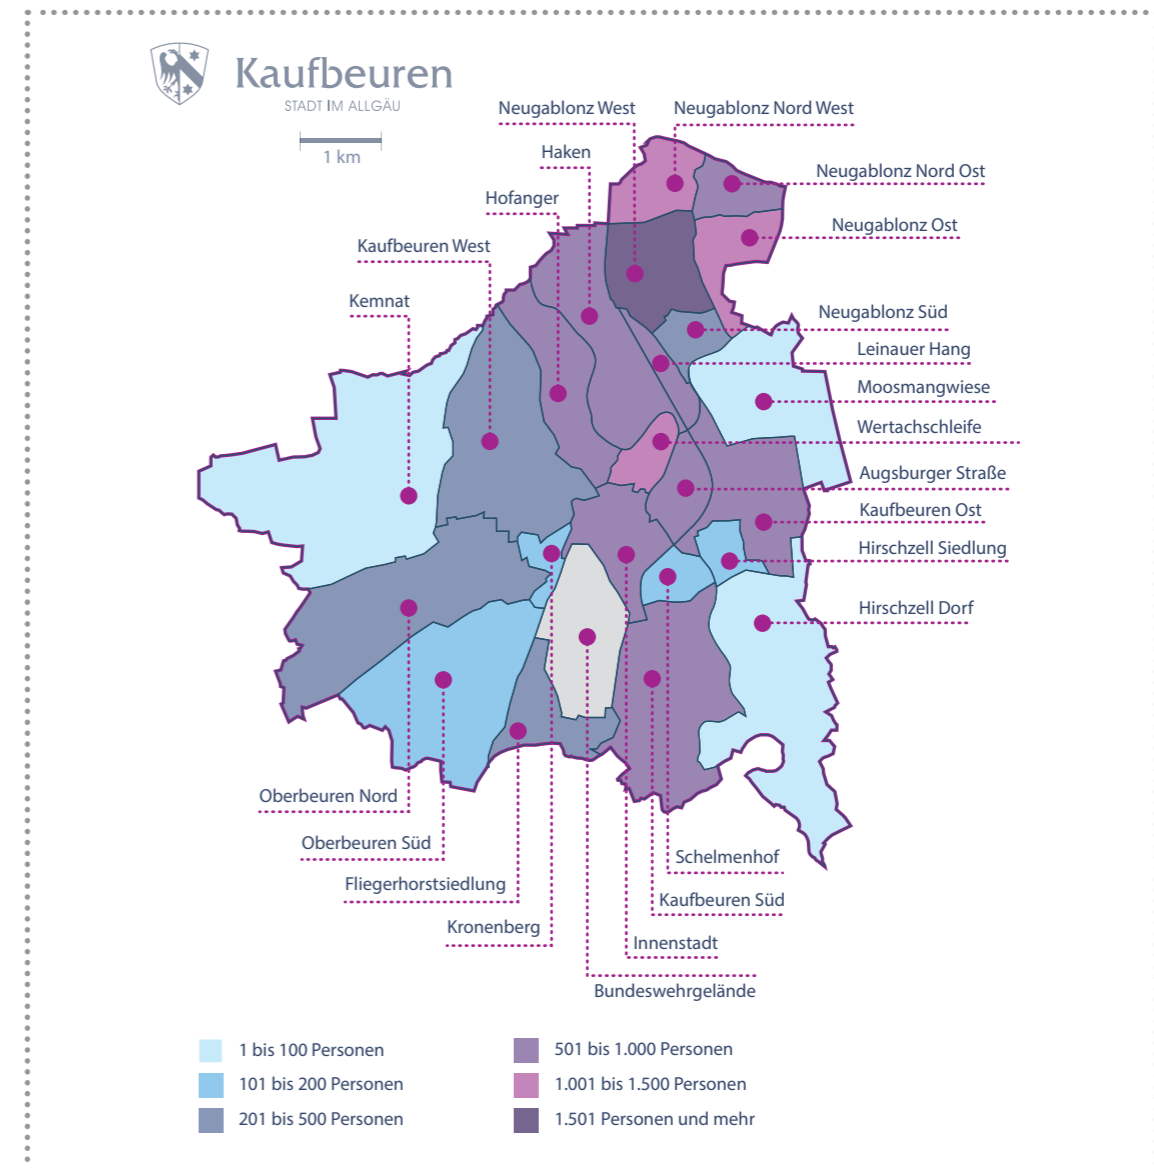 Kaufbeuren
STADT IM ALLGÄU
1 km
Neugablonz West
Neugablonz Nord West
Haken
Neugablonz Nord Ost
Hofanger
Neugablonz Ost
Kaufbeuren West
Kemnat
Neugablonz Süd
Leinauer Hang
Moosmangwiese
Wertachschleife
Augsburger Straße
Kaufbeuren Ost
Hirschzell Siedlung
Hirschzell Dorf
Oberbeuren Nord
Oberbeuren Süd
Schelmenhof
Fliegerhorstsiedlung
Kaufbeuren Süd
Kronenberg
Innenstadt
Bundeswehrgelände
1 bis 100 Personen
101 bis 200 Personen
201 bis 500 Personen
501 bis 1.000 Personen
1.001 bis 1.500 Personen
1.501 Personen und mehr